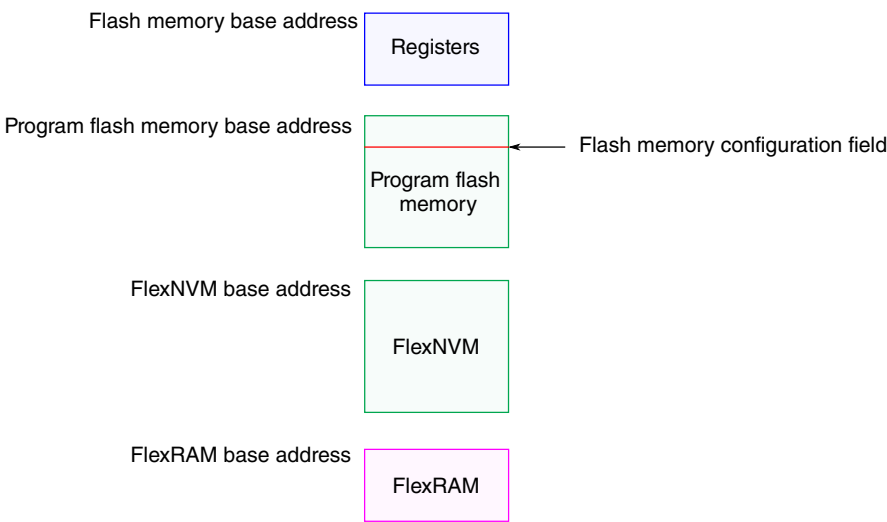 Flash memory base address
Registers
Program flash memory base address
Flash memory configuration field
Program flash
memory
FlexNVM base address
FlexNVM
FlexRAM base address
FlexRAM